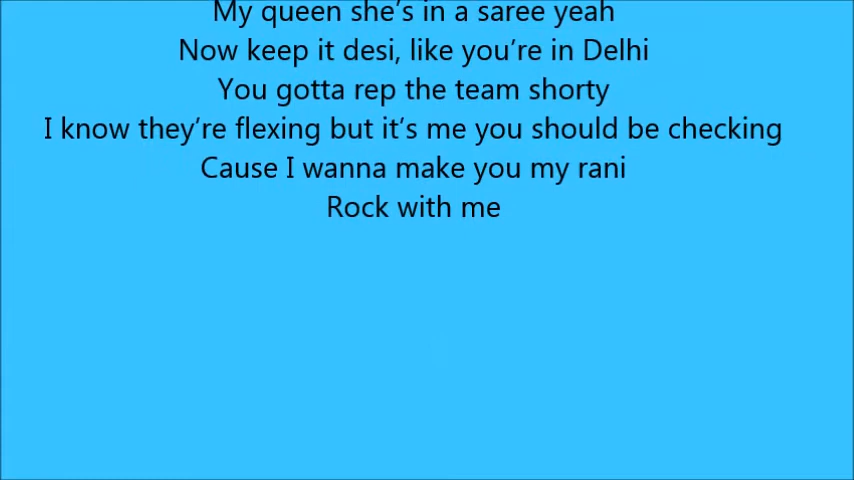 My queen she’s in a saree yeah
Now keep it desi, like you’re in Delhi
You gotta rep the team shorty
I know they’re flexing but it’s me you should be checking
Cause I wanna make you my rani
Rock with me